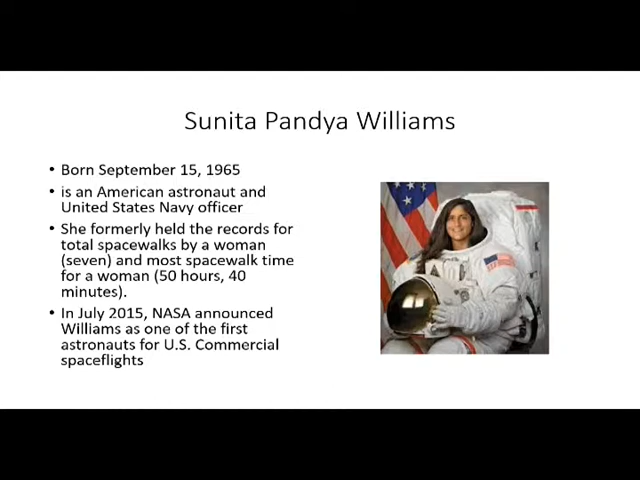 Sunita Pandya Williams
• Born September 15, 1965
• is an American astronaut and
United States Navy officer
• She formerly held the records for
total spacewalks by a woman
(seven) and most spacewalk time
for a woman (50 hours, 40
minutes).
• In July 2015, NASA announced
Williams as one of the first
astronauts for U.S. Commercial
spaceflights